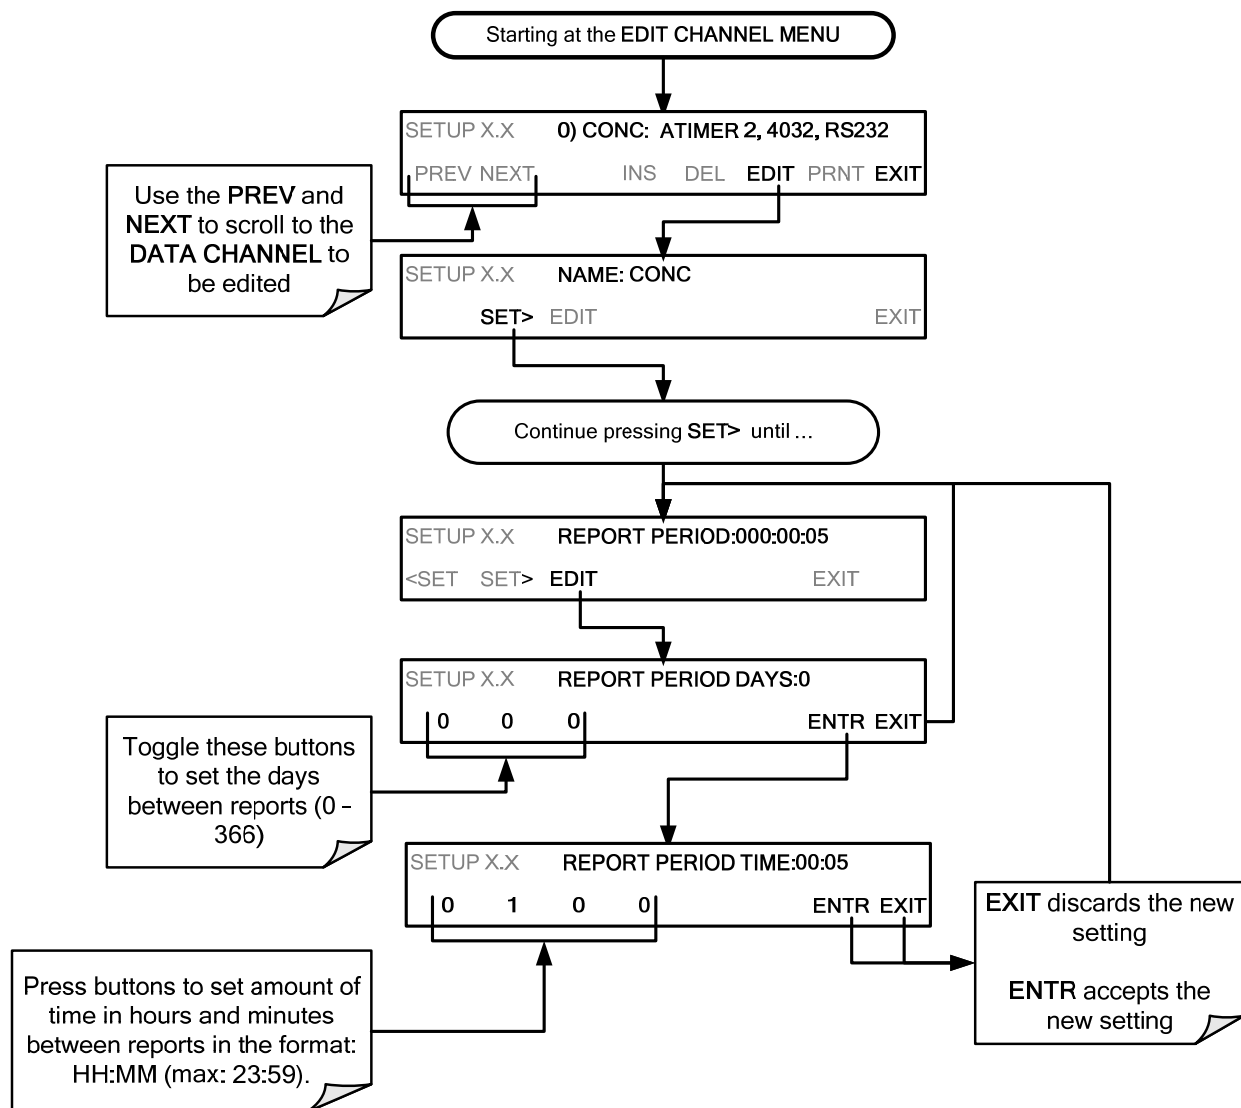 Starting at the EDIT CHANNEL MENU
SETUP X.X 0) CONC: ATIMER 2, 4032, RS232
PREV NEXT INS DEL EDIT PRNT EXIT
Use the PREV and
NEXT to scroll to the
DATA CHANNEL to
be edited
SETUP X.X NAME: CONC
SET> EDIT EXIT
Continue pressing SET> until ...
SETUP X.X REPORT PERIOD:000:00:05
<SET SET> EDIT EXIT
SETUP X.X REPORT PERIOD DAYS:0
0 0 0 ENTR EXIT
Toggle these buttons
to set the days
between reports (0 –
366)
SETUP X.X REPORT PERIOD TIME:00:05
0 1 0 0 ENTR EXIT
EXIT discards the new
setting
ENTR accepts the
new setting
Press buttons to set amount of
time in hours and minutes
between reports in the format:
HH:MM (max: 23:59).